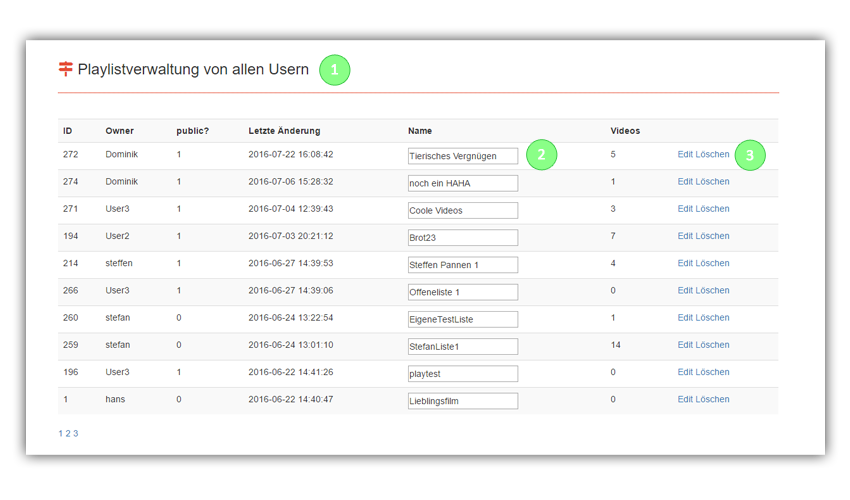 Playlistverwaltung von allen Usern 1
ID Owner public? Letzte Änderung Name Videos
272 Dominik 1 2016-07-22 16:08:42 Tierisches Vergnügen 2 5 Edit Löschen 3
274 Dominik 1 2016-07-06 15:28:32 noch ein HAHA 1 Edit Löschen
271 User3 1 2016-07-04 12:39:43 Coole Videos 3 Edit Löschen
194 User2 1 2016-07-03 20:21:12 Brot23 7 Edit Löschen
214 steffen 1 2016-06-27 14:39:53 Steffen Pannen 1 4 Edit Löschen
266 User3 1 2016-06-27 14:39:06 Offeneliste 1 0 Edit Löschen
260 stefan 0 2016-06-24 13:22:54 EigeneTestListe 1 Edit Löschen
259 stefan 0 2016-06-24 13:01:10 StefanListe1 14 Edit Löschen
196 User3 1 2016-06-22 14:41:26 playtest 0 Edit Löschen
1 hans 0 2016-06-22 14:40:47 Lieblingsfilm 0 Edit Löschen
1 2 3